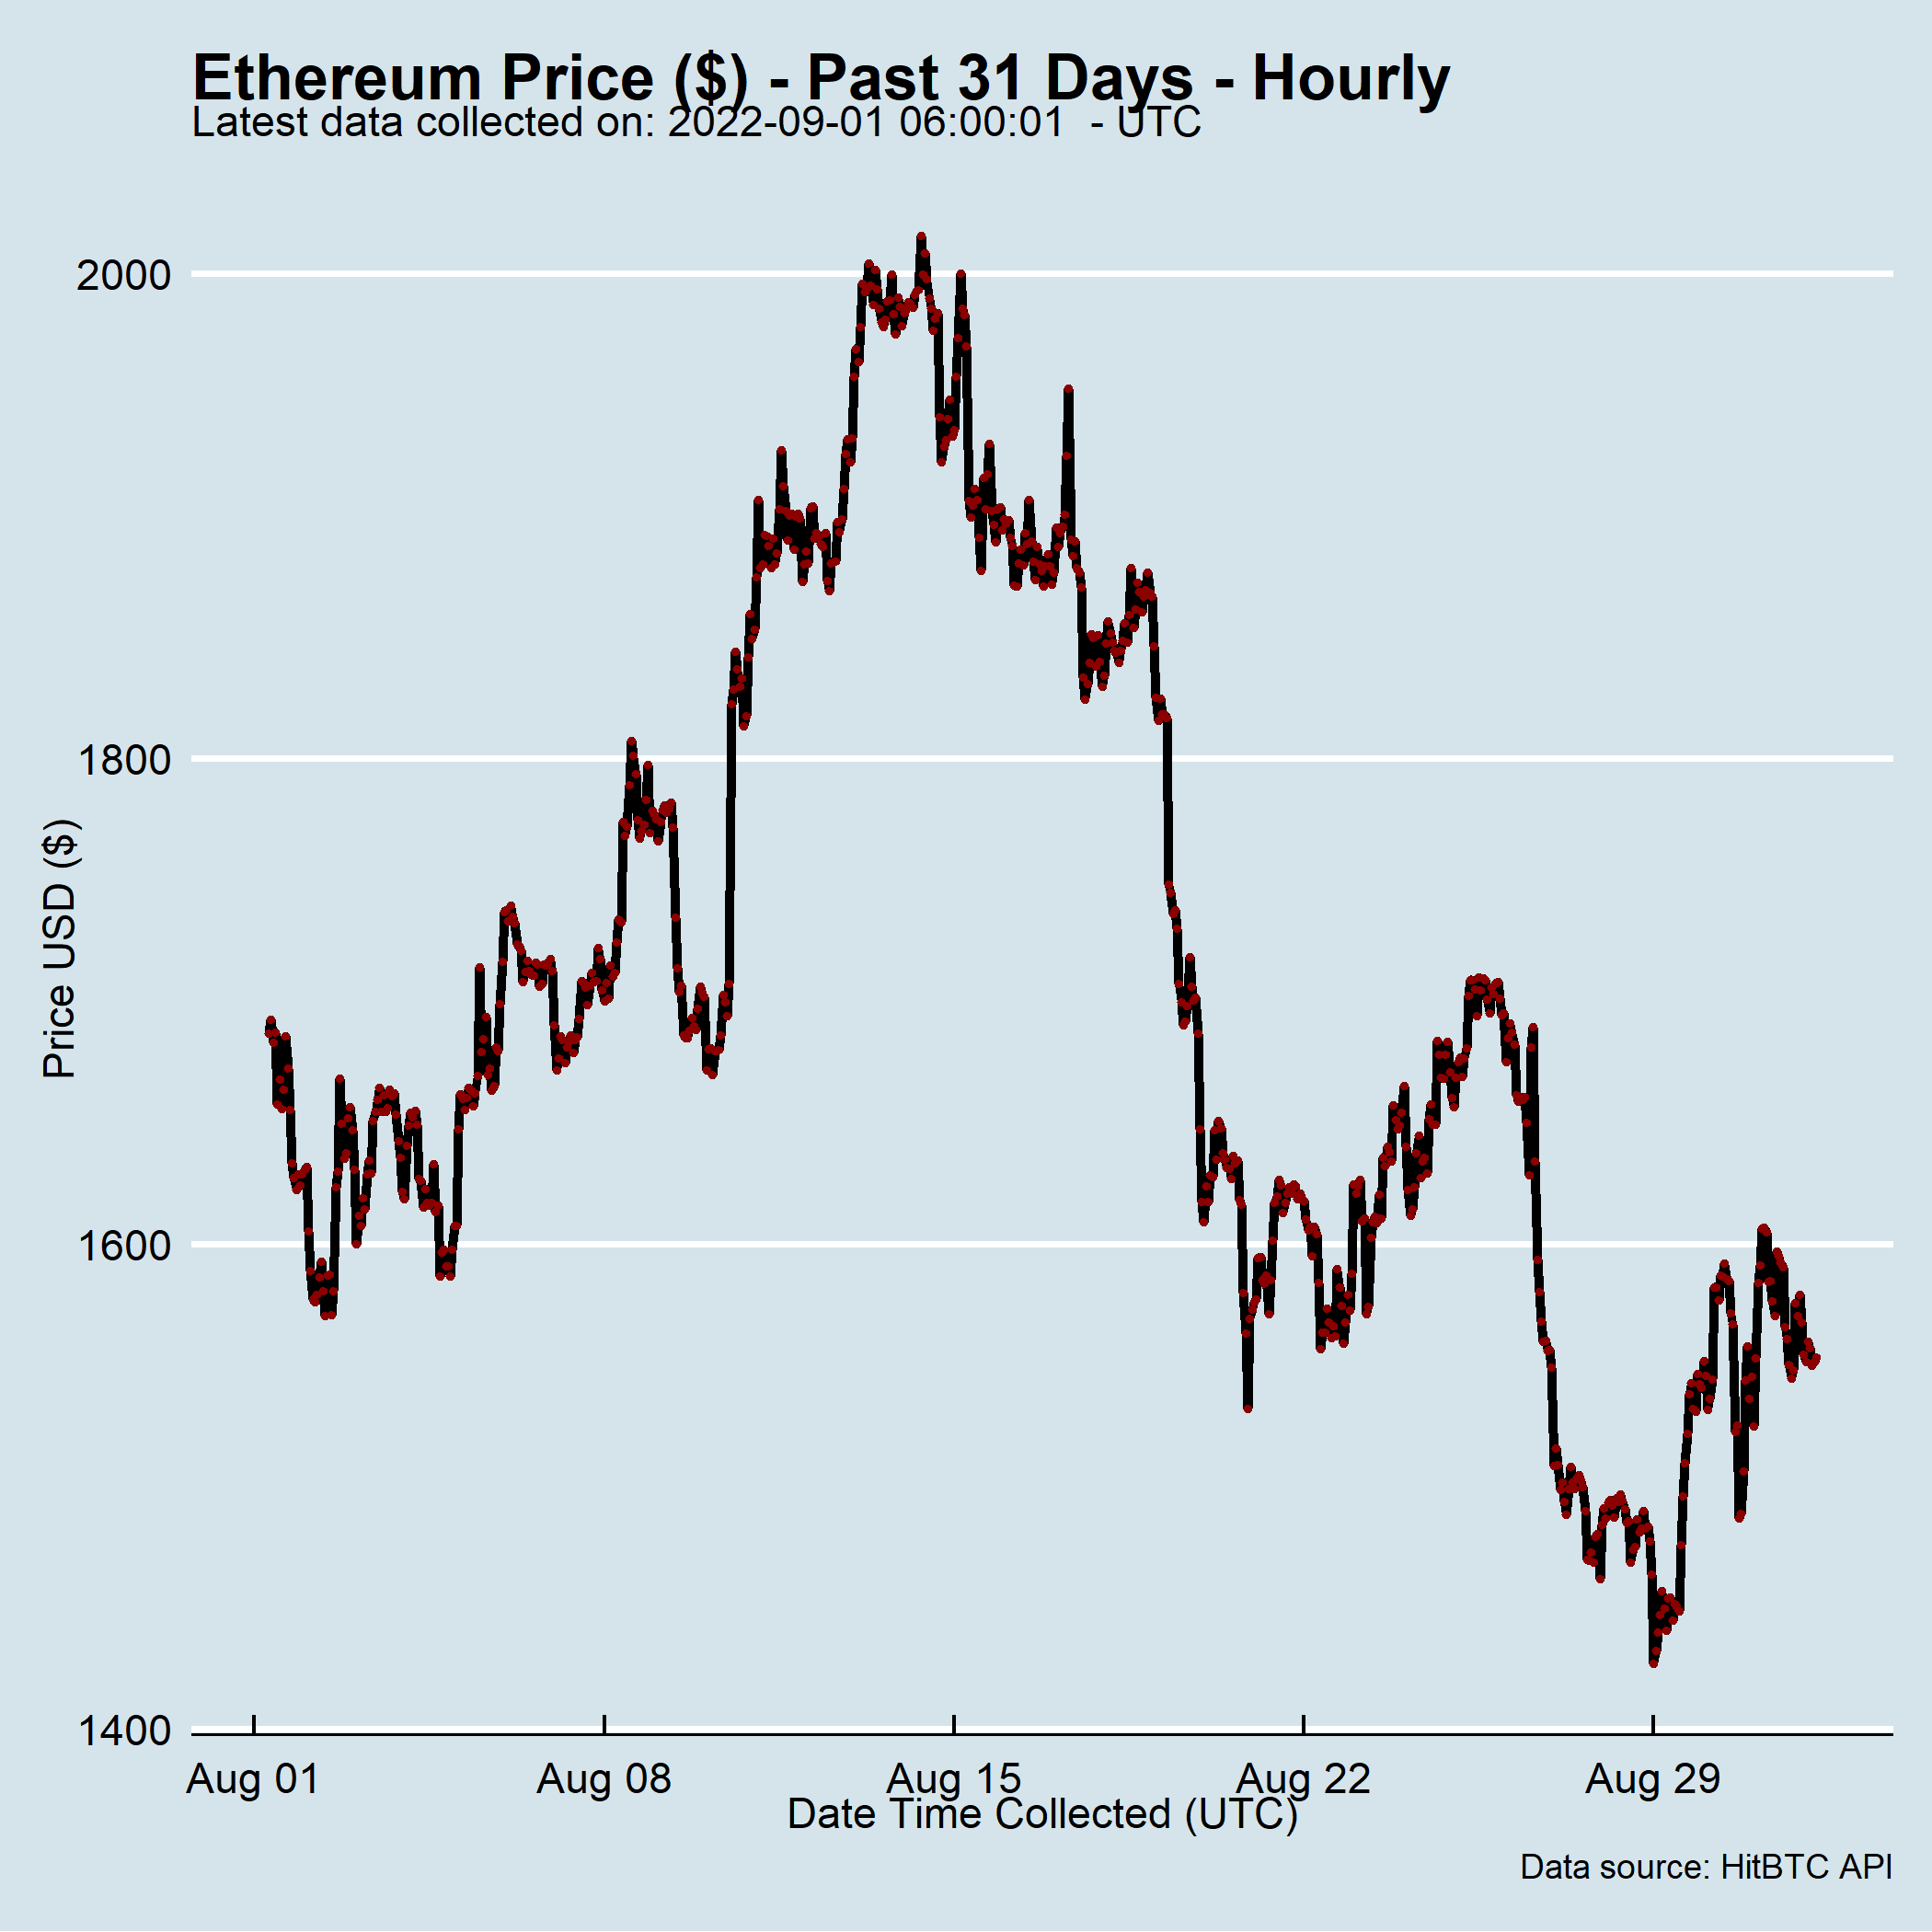 Ethereum Price ($) - Past 31 Days - Hourly
Latest data collected on: 2022-09-01 06:00:01  - UTC
2000
1800
1600
1400
Price USD ($)
Aug 01
Aug 08
Aug 15
Aug 22
Aug 29
Date Time Collected (UTC)
Data source: HitBTC API